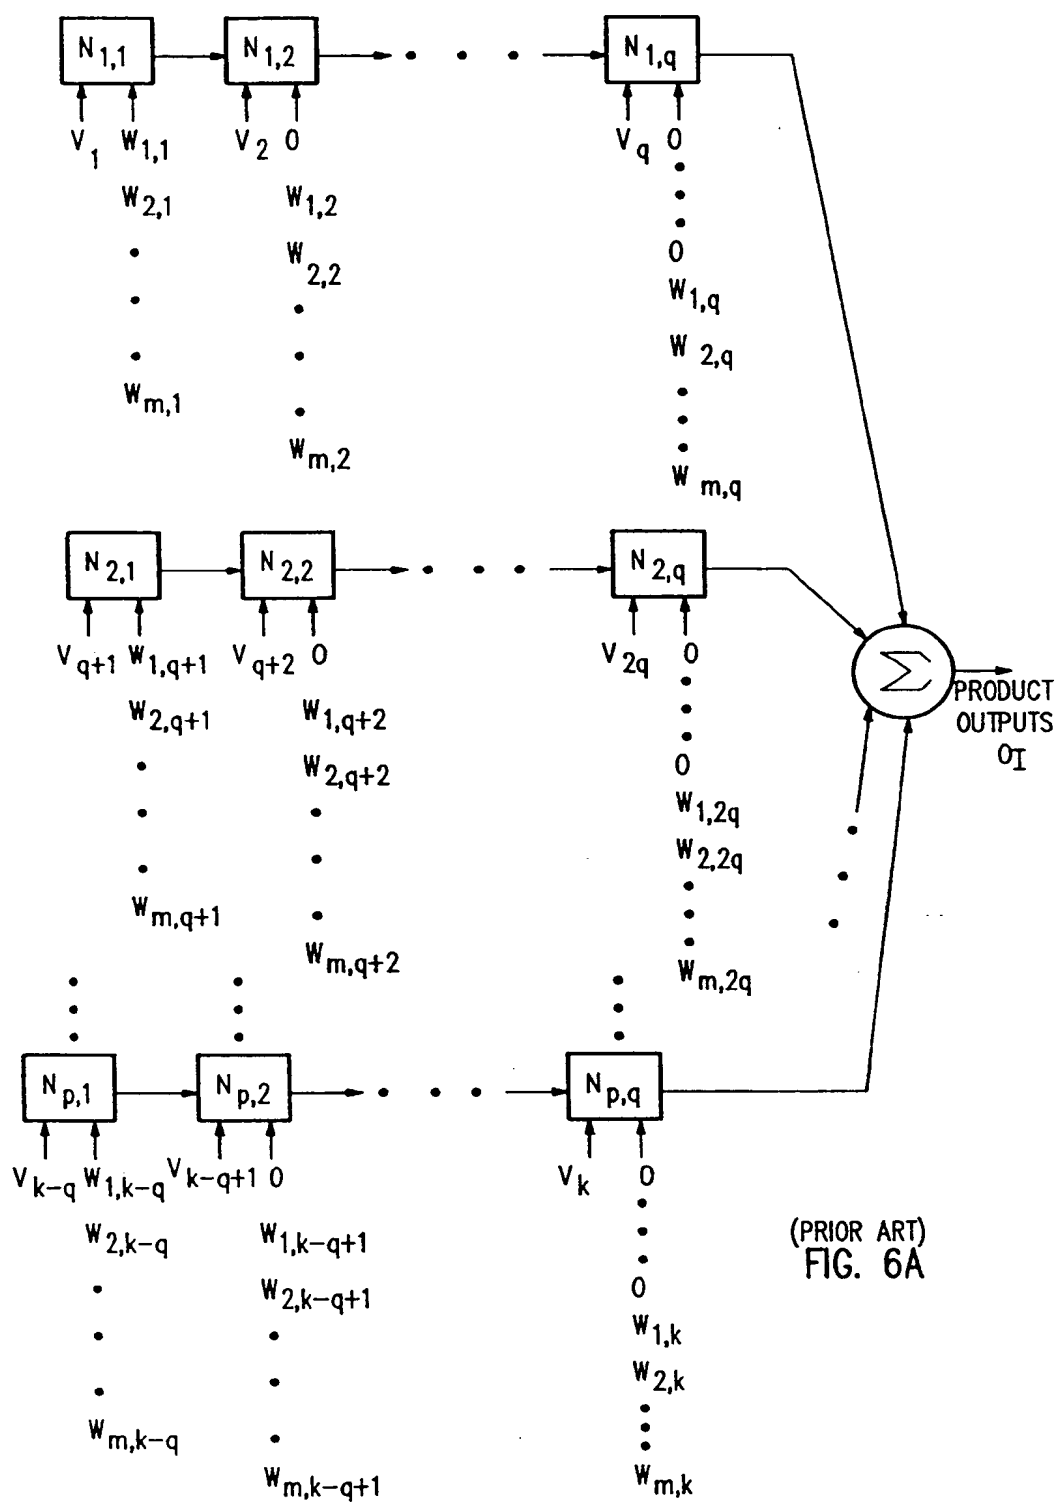 N1,1 N1,2 N1,q
V1 W1,1 V2 0 Vq 0
W2,1 W1,2
W2,2 0
W1,q
W2,q
Wm,1
Wm,2
Wm,q
N2,1 N2,2 N2,q
Vq+1 W1,q+1 Vq+2 0 V2q 0
Σ
PRODUCT
OUTPUTS
OI
W2,q+1 W1,q+2
W2,q+2 0
W1,2q
W2,2q
Wm,q+1
Wm,q+2
Wm,2q
Np,1 Np,2 Np,q
Vk-q W1,k-q Vk-q+1 0 Vk 0
W2,k-q W1,k-q+1
W2,k-q+1 0
W1,k
W2,k
Wm,k-q
Wm,k-q+1
Wm,k
(PRIOR ART)
FIG. 6A